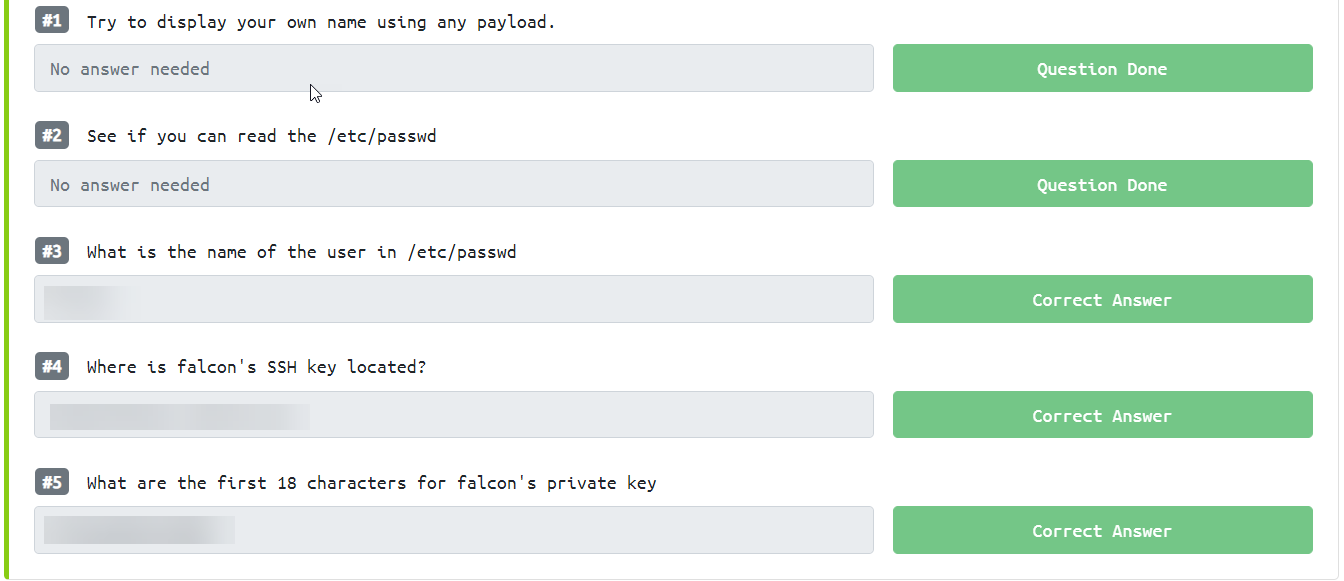 #1 Try to display your own name using any payload.
No answer needed Question Done
#2 See if you can read the /etc/passwd
No answer needed Question Done
#3 What is the name of the user in /etc/passwd
Correct Answer
#4 Where is falcon's SSH key located?
Correct Answer
#5 What are the first 18 characters for falcon's private key
Correct Answer